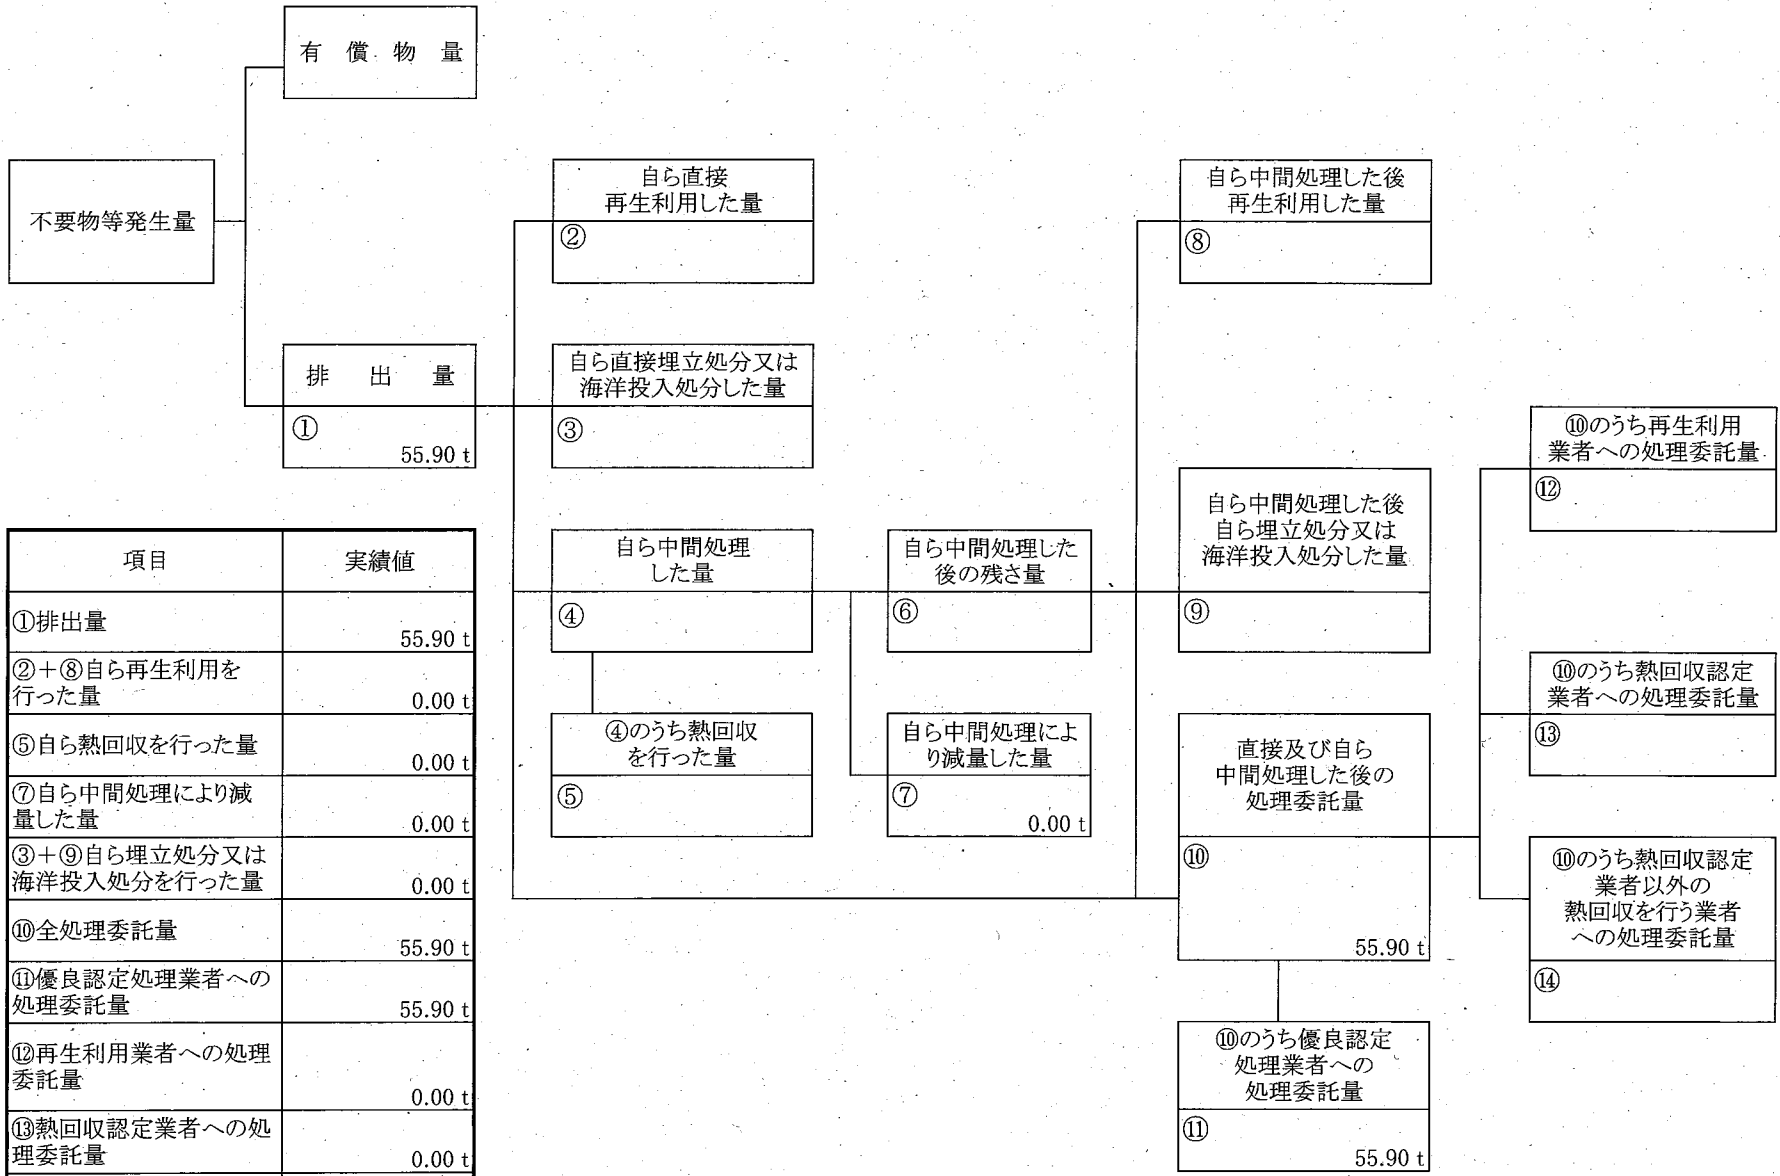 有 償 物 量
不要物等発生量
自ら直接
再生利用した量
②
自ら中間処理した後
再生利用した量
⑧
排 出 量
①
55.90 t
自ら直接埋立処分又は
海洋投入処分した量
③
⑩のうち再生利用
業者への処理委託量
⑫
自ら中間処理
した量
④
自ら中間処理した
後の残さ量
⑥
自ら中間処理した後
自ら埋立処分又は
海洋投入処分した量
⑨
⑩のうち熱回収認定
業者への処理委託量
⑬
④のうち熱回収
を行った量
⑤
自ら中間処理によ
り減量した量
⑦
0.00 t
直接及び自ら
中間処理した後の
処理委託量
⑩
55.90 t
⑩のうち熱回収認定
業者以外の
熱回収を行う業者
への処理委託量
⑭
⑩のうち優良認定
処理業者への
処理委託量
⑪
55.90 t
項目 実績値
①排出量
55.90 t
②＋⑧自ら再生利用を
行った量
0.00 t
⑤自ら熱回収を行った量
0.00 t
⑦自ら中間処理により減
量した量
0.00 t
③＋⑨自ら埋立処分又は
海洋投入処分を行った量
0.00 t
⑩全処理委託量
55.90 t
⑪優良認定処理業者への
処理委託量
55.90 t
⑫再生利用業者への処理
委託量
0.00 t
⑬熱回収認定業者への処
理委託量
0.00 t